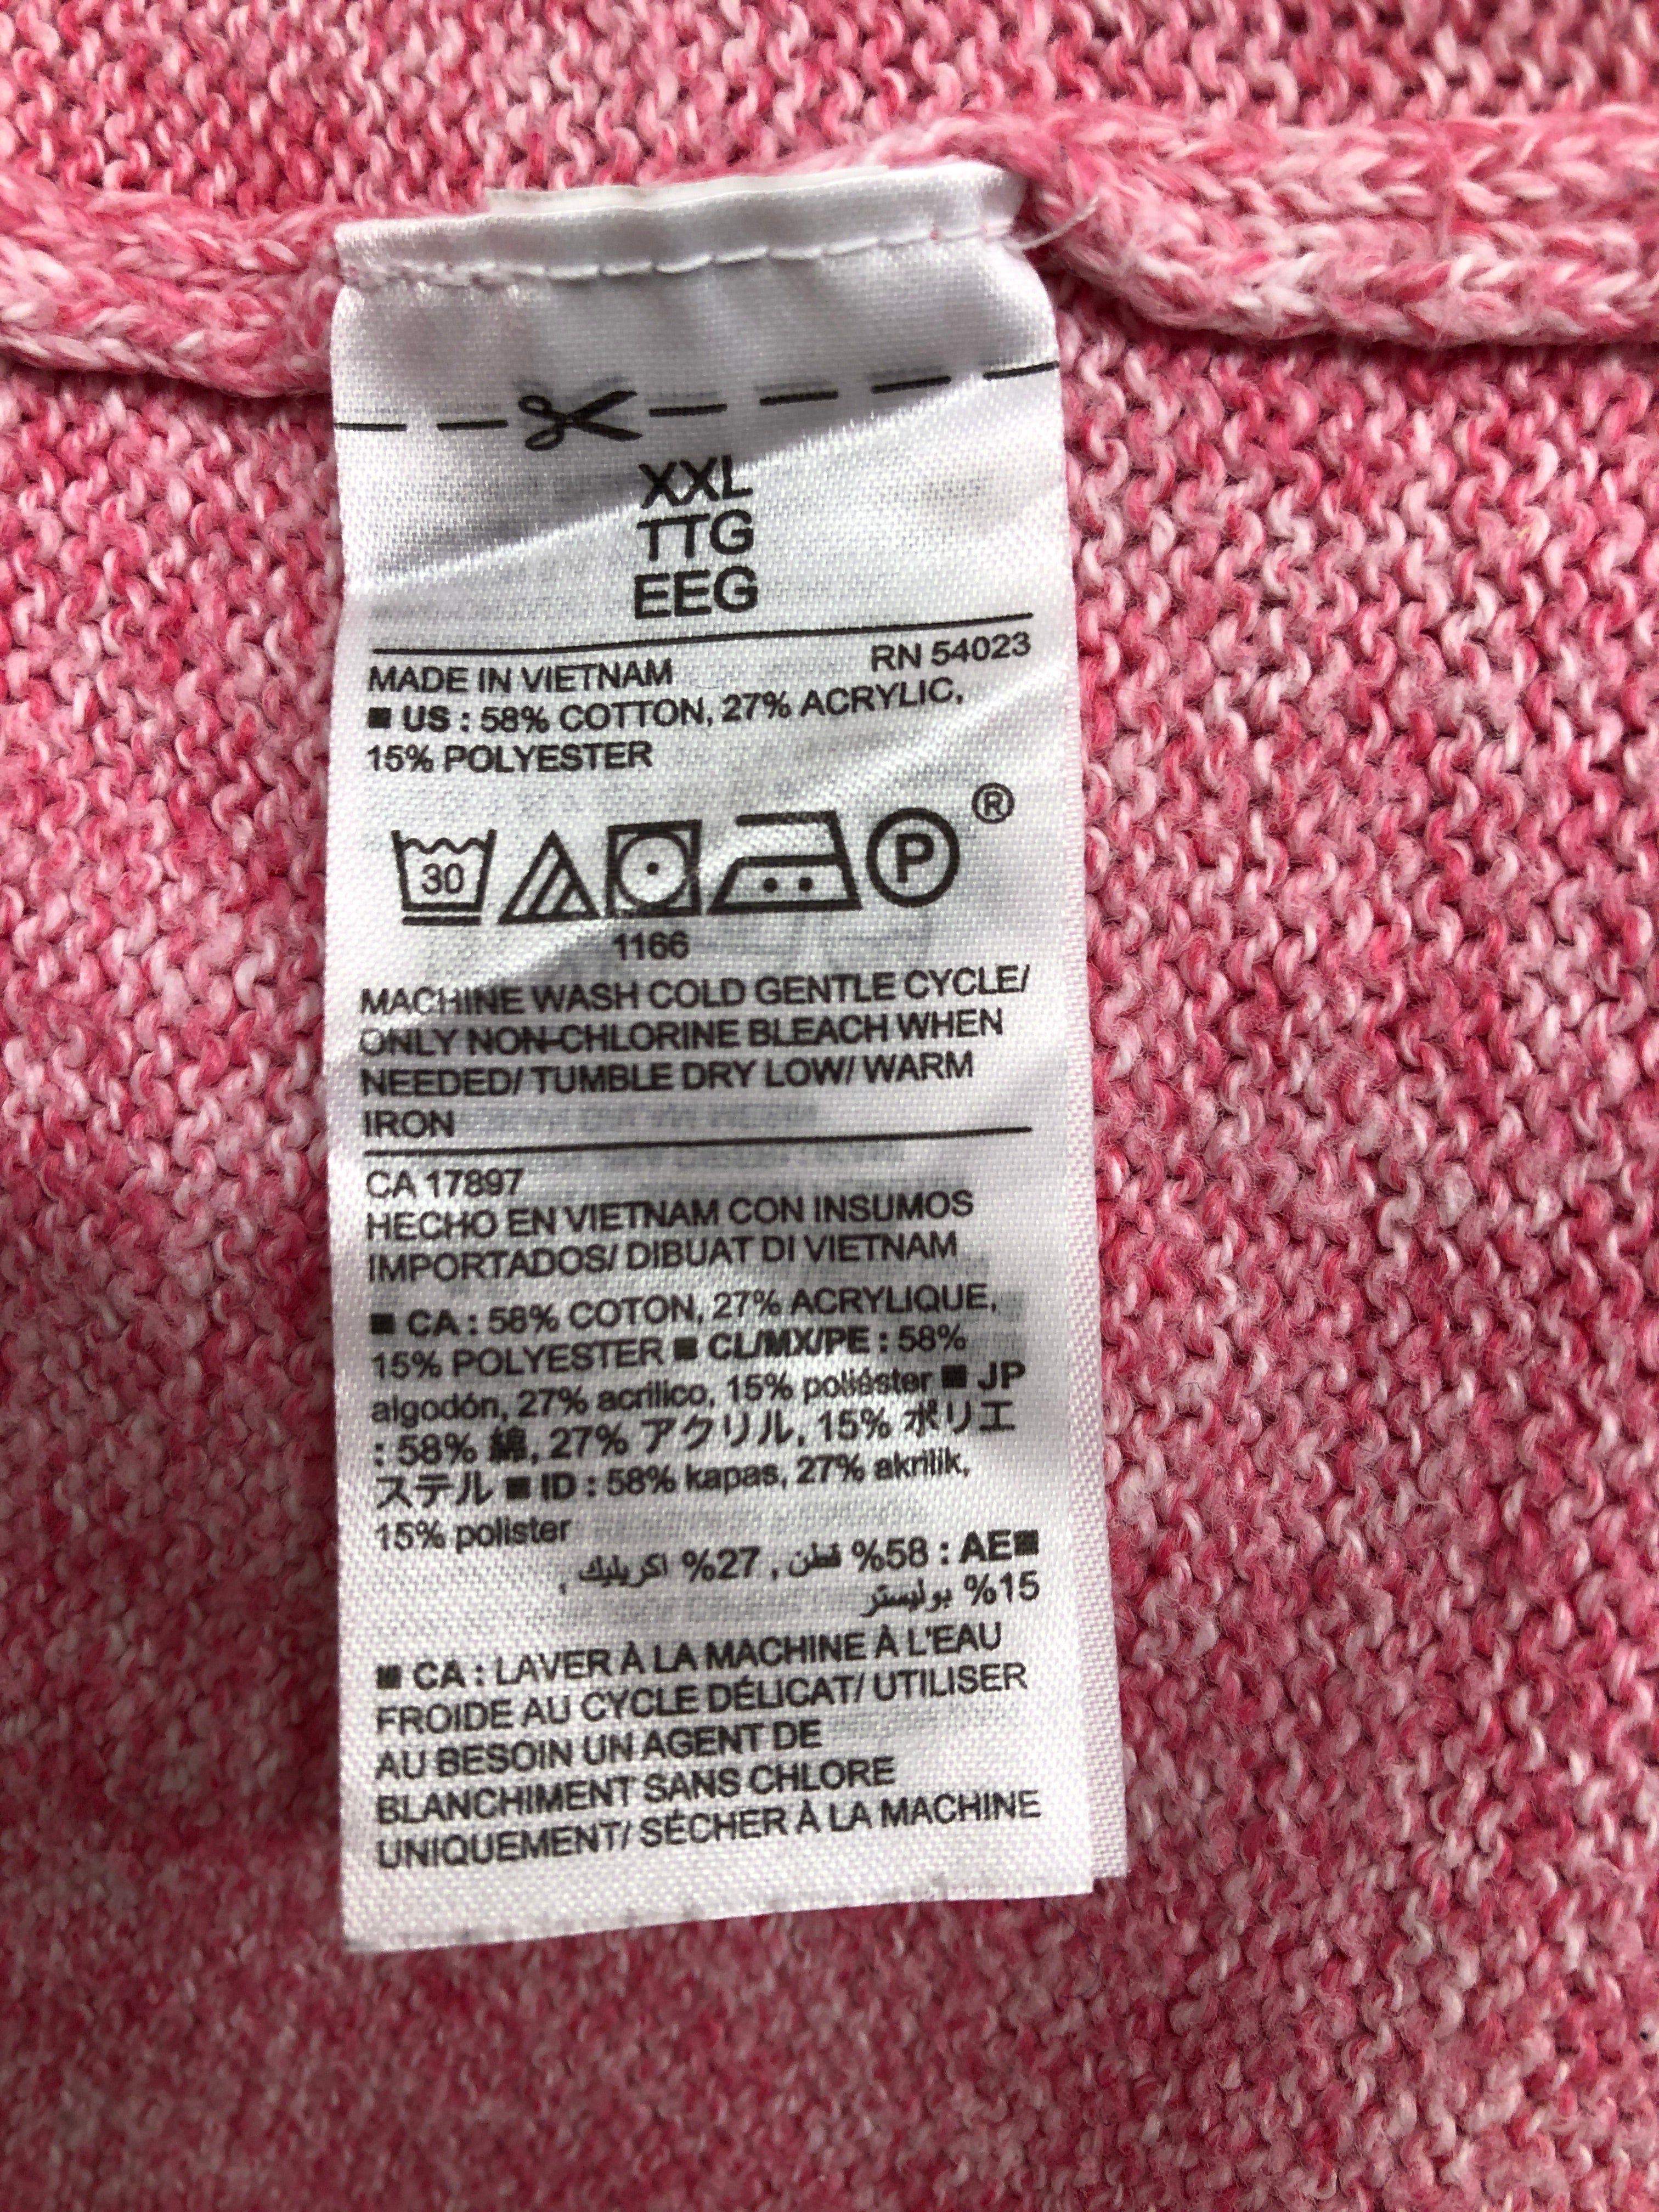 XXL
TTG
EEG
MADE IN VIETNAM RN 54023
■ US : 58% COTTON, 27% ACRYLIC,
15% POLYESTER
30 P ®
1166
MACHINE WASH COLD GENTLE CYCLE/
ONLY NON-CHLORINE BLEACH WHEN
NEEDED/ TUMBLE DRY LOW/ WARM
IRON
CA 17897
HECHO EN VIETNAM CON INSUMOS
IMPORTADOS/ DIBUAT DI VIETNAM
■ CA : 58% COTON, 27% ACRYLIQUE,
15% POLYESTER ■ CL/MX/PE : 58%
algodón, 27% acrílico, 15% poliéster ■ JP
: 58% 綿, 27% アクリル, 15% ポリエ
ステル ■ ID : 58% kapas, 27% akrilik,
15% polister
■AE : %58 قطن , %27 اكريليك ,
%15 بوليستر
■ CA : LAVER À LA MACHINE À L'EAU
FROIDE AU CYCLE DÉLICAT/ UTILISER
AU BESOIN UN AGENT DE
BLANCHIMENT SANS CHLORE
UNIQUEMENT/ SÉCHER À LA MACHINE